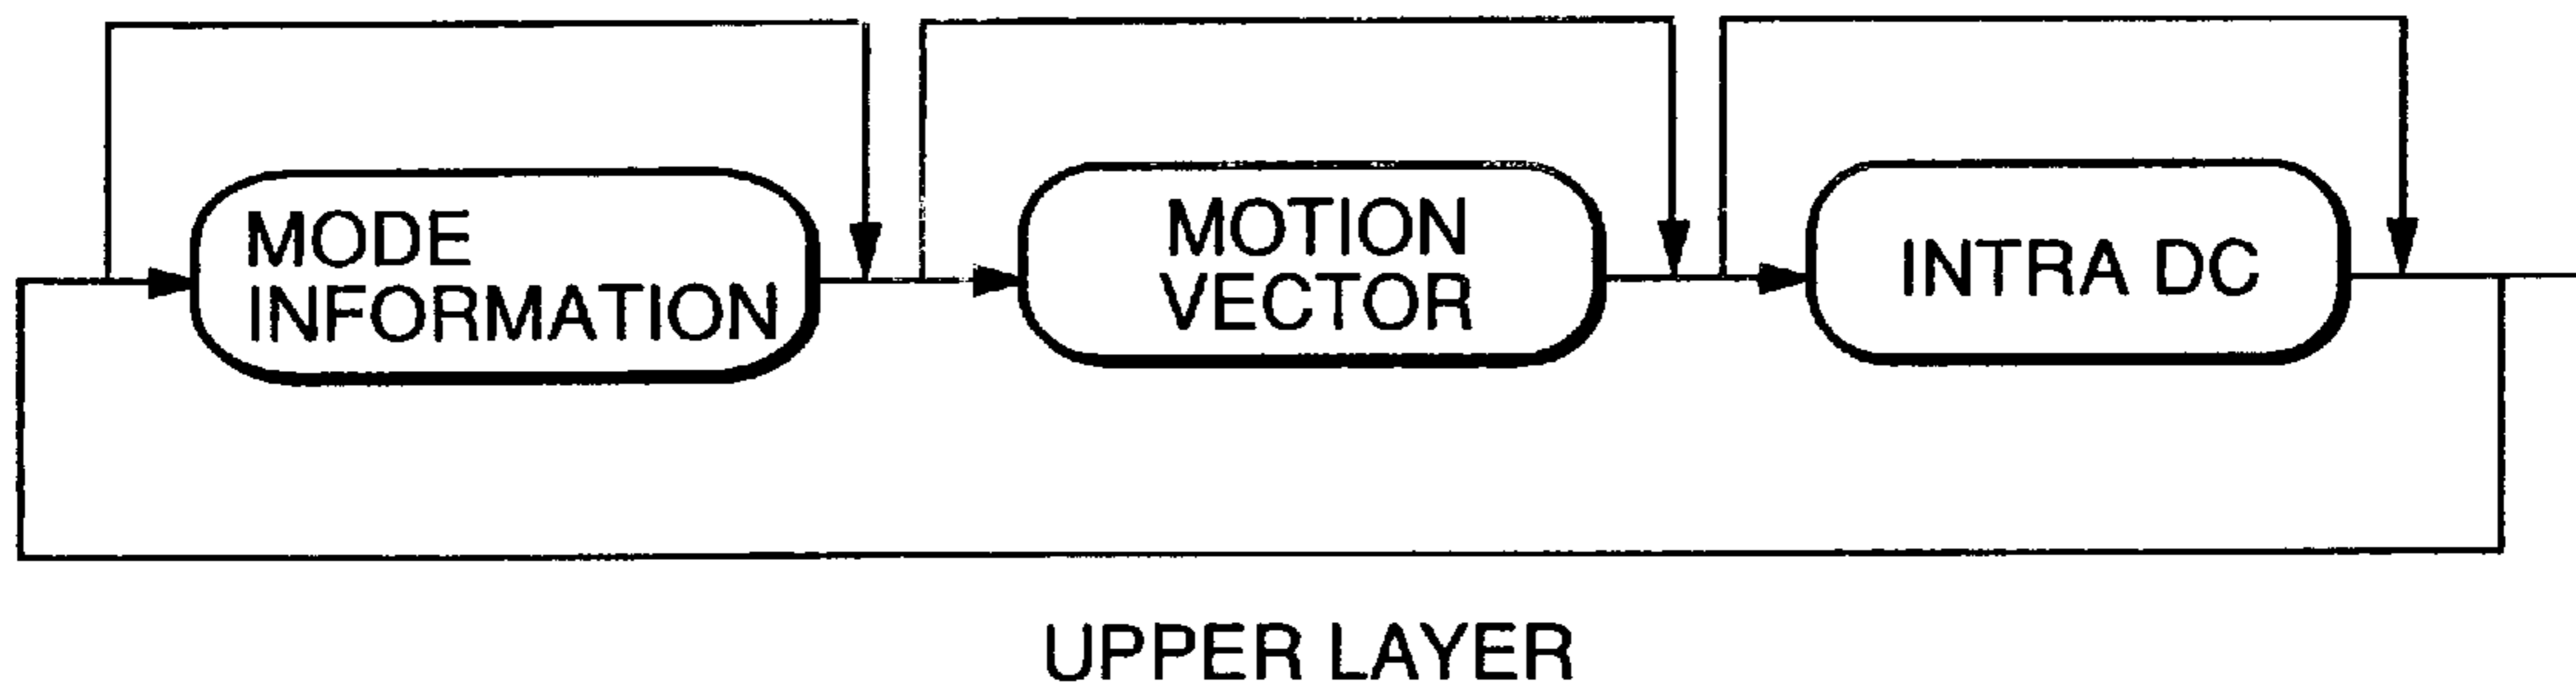 MODE
INFORMATION
MOTION
VECTOR
INTRA DC
UPPER LAYER